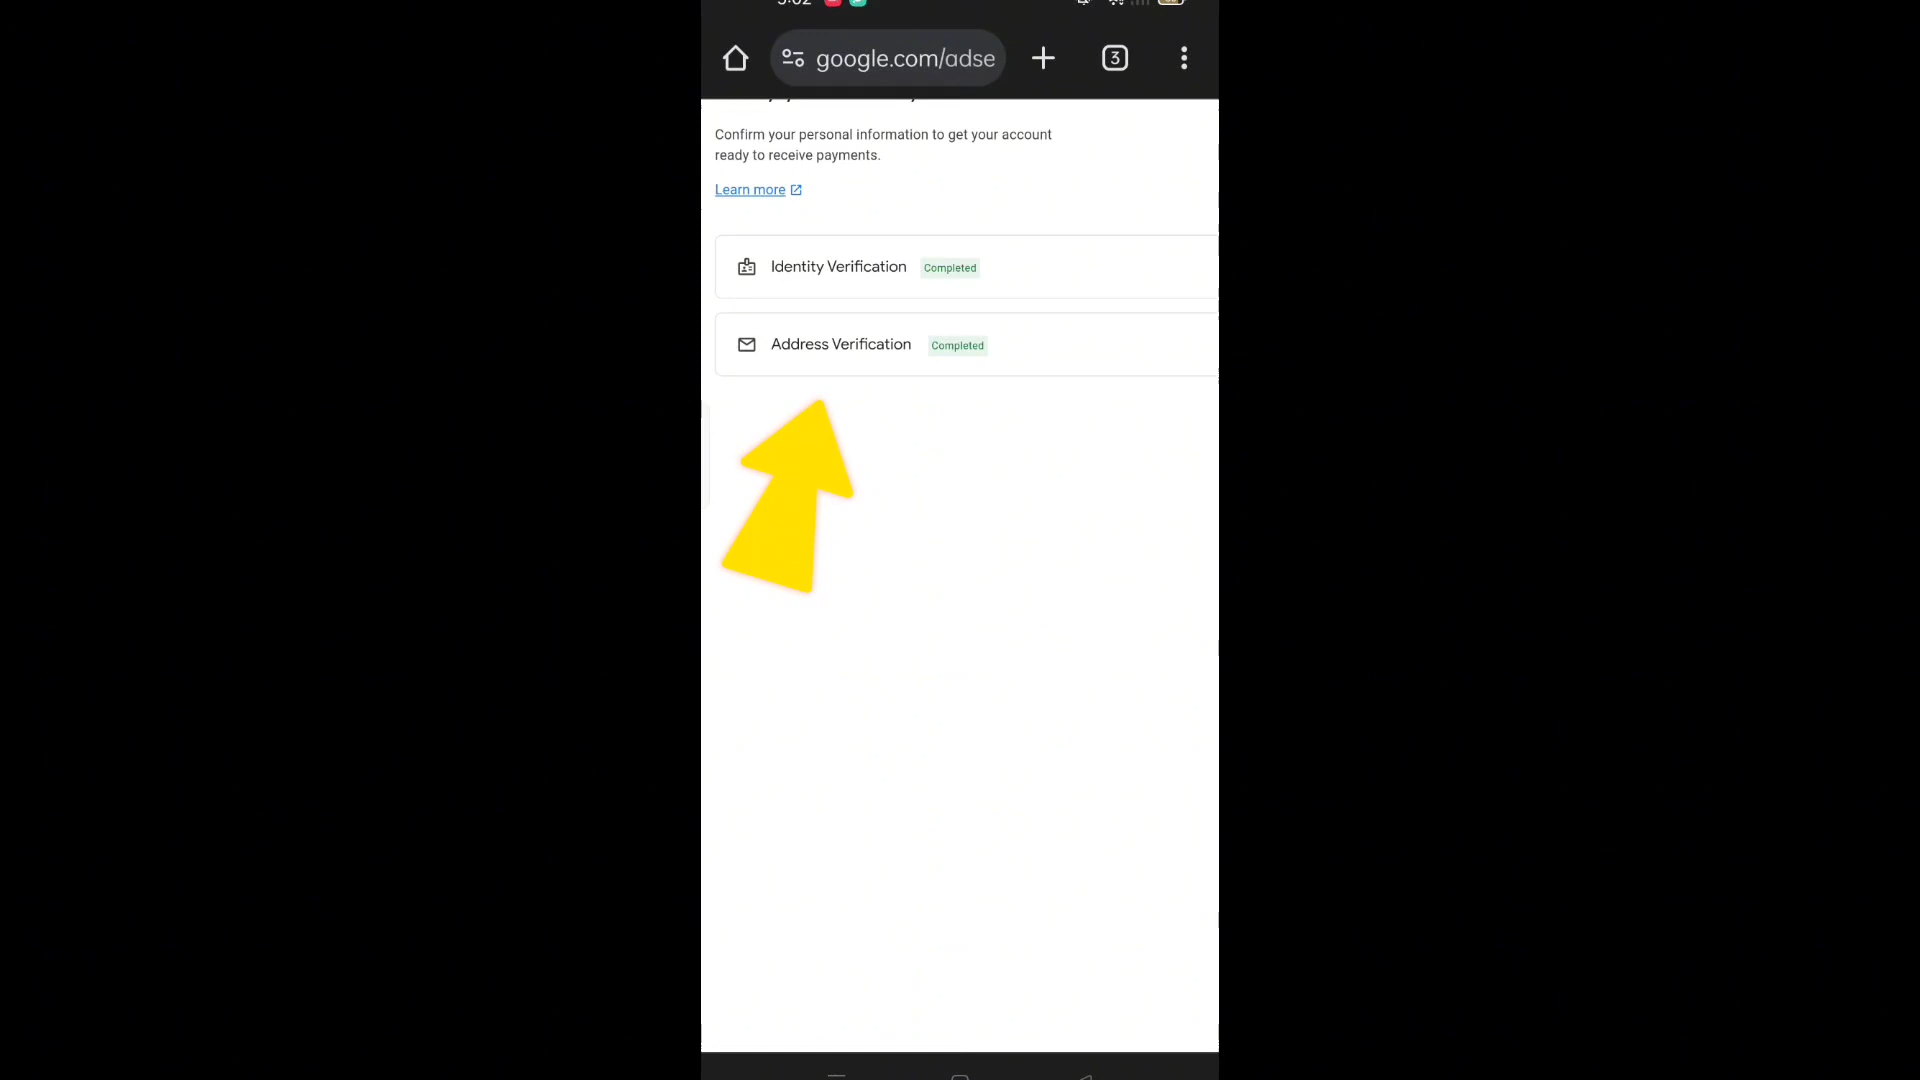 google.com/adse
3
Confirm your personal information to get your account
ready to receive payments.
Learn more
Identity Verification Completed
Address Verification Completed